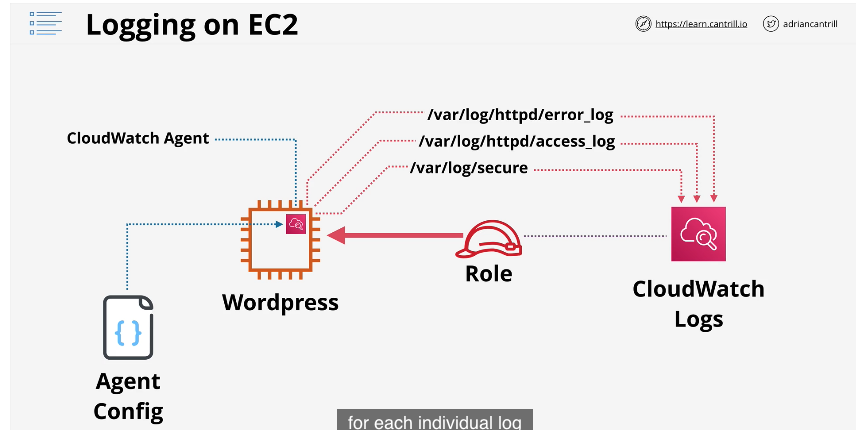 Logging on EC2
https://learn.cantrill.io
adriancantrill
/var/log/httpd/error_log
CloudWatch Agent
/var/log/httpd/access_log
/var/log/secure
Role
Wordpress
CloudWatch
Logs
{ }
Agent
Config
for each individual log